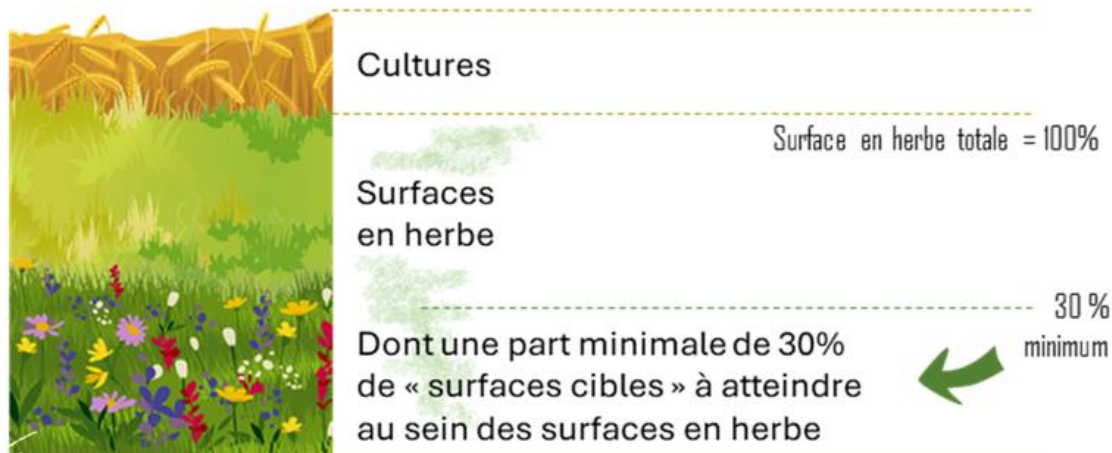 Cultures
Surface en herbe totale = 100%
Surfaces
en herbe
30 %
minimum
Dont une part minimale de 30%
de « surfaces cibles » à atteindre
au sein des surfaces en herbe